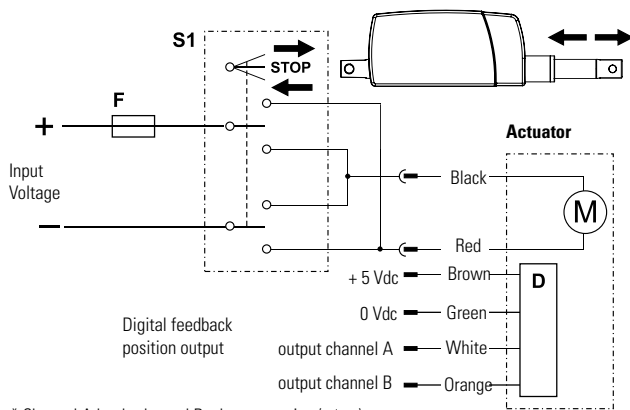 S1
STOP
F
+
Input
Voltage
–
Actuator
Black
M
Red
+ 5 Vdc
Brown
D
0 Vdc
Green
Digital feedback
position output
output channel A
White
output channel B
Orange